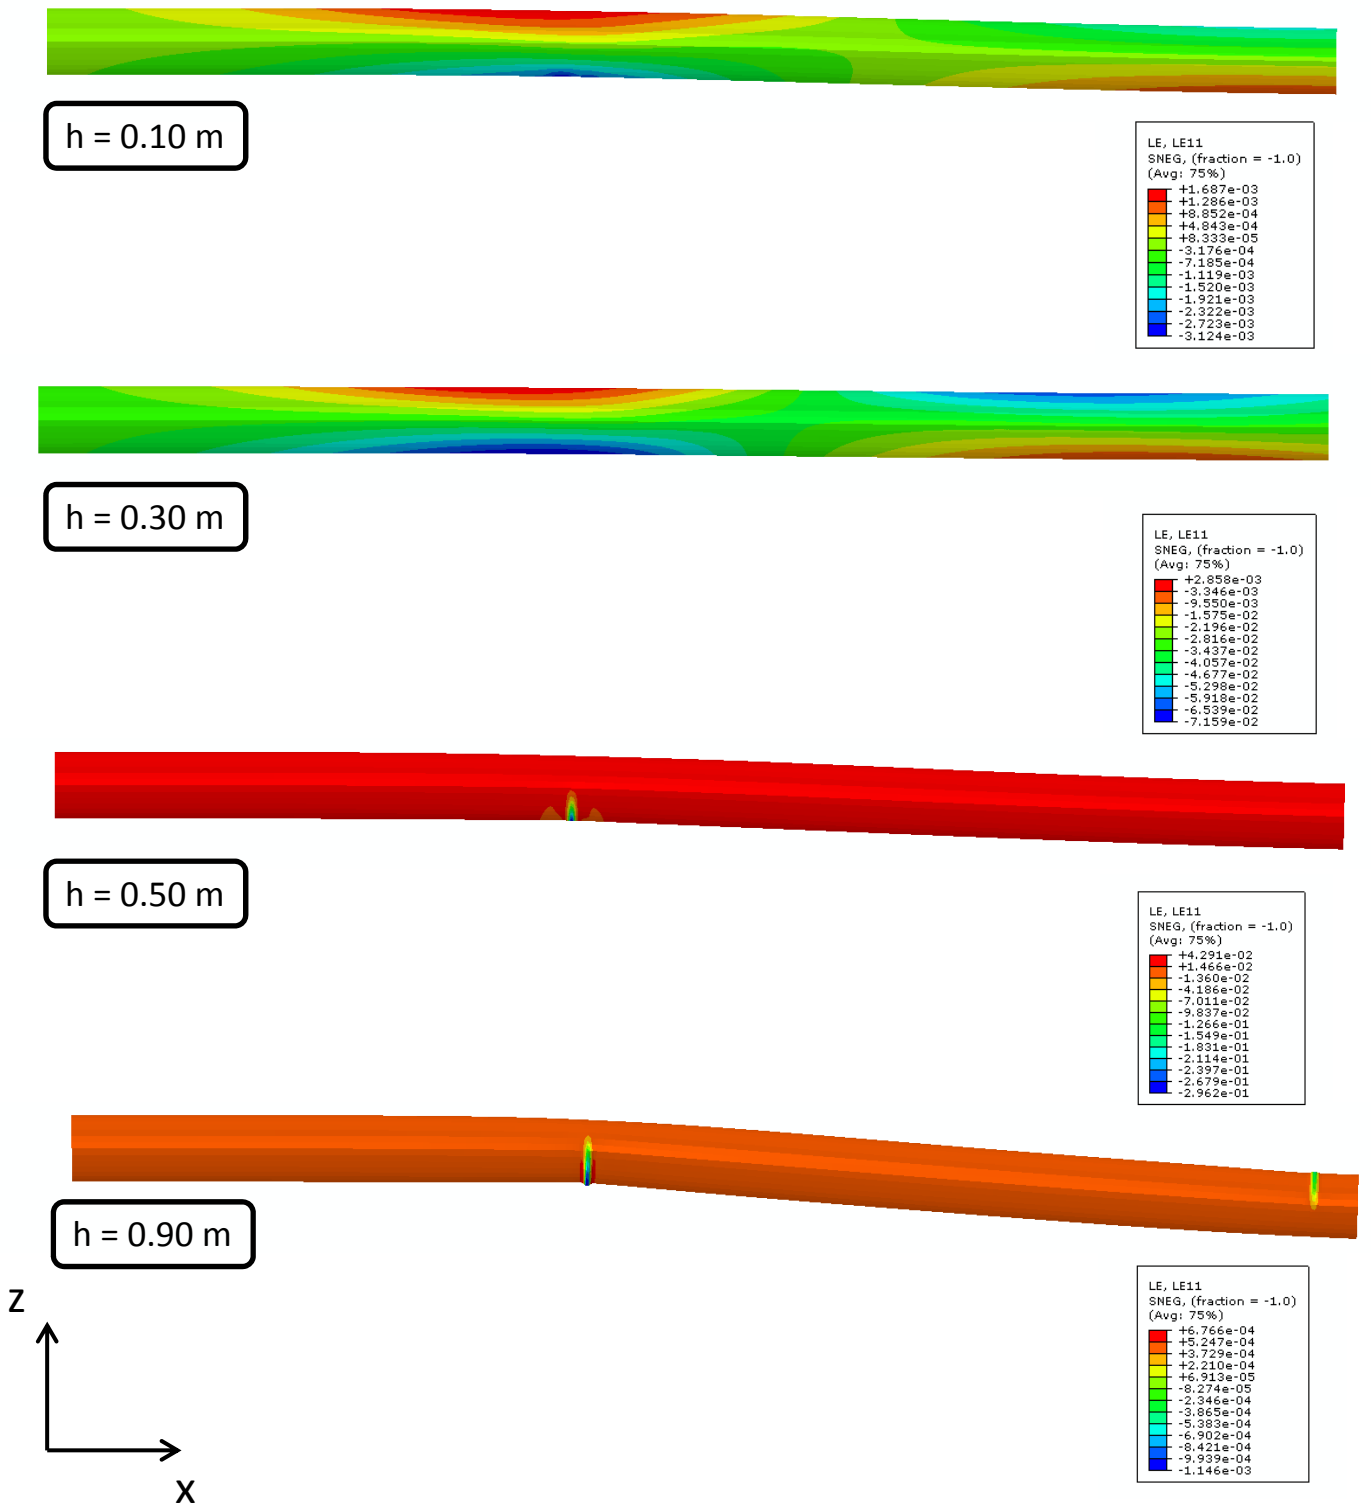 h = 0.10 m
LE, LE11
SNEG, (fraction = -1.0)
(Avg: 75%)
+1.687e-03
+1.286e-03
+8.852e-04
+4.843e-04
+8.333e-05
-3.176e-04
-7.185e-04
-1.119e-03
-1.520e-03
-1.921e-03
-2.322e-03
-2.723e-03
-3.124e-03
h = 0.30 m
LE, LE11
SNEG, (fraction = -1.0)
(Avg: 75%)
+2.858e-03
-3.346e-03
-9.550e-03
-1.575e-02
-2.196e-02
-2.816e-02
-3.437e-02
-4.057e-02
-4.677e-02
-5.298e-02
-5.918e-02
-6.539e-02
-7.159e-02
h = 0.50 m
LE, LE11
SNEG, (fraction = -1.0)
(Avg: 75%)
+4.291e-02
+1.466e-02
-1.360e-02
-4.186e-02
-7.011e-02
-9.837e-02
-1.266e-01
-1.549e-01
-1.831e-01
-2.114e-01
-2.397e-01
-2.679e-01
-2.962e-01
h = 0.90 m
LE, LE11
SNEG, (fraction = -1.0)
(Avg: 75%)
+6.766e-04
+5.247e-04
+3.729e-04
+2.210e-04
+6.913e-05
-8.274e-05
-2.346e-04
-3.865e-04
-5.383e-04
-6.902e-04
-8.421e-04
-9.939e-04
-1.146e-03
Z
X